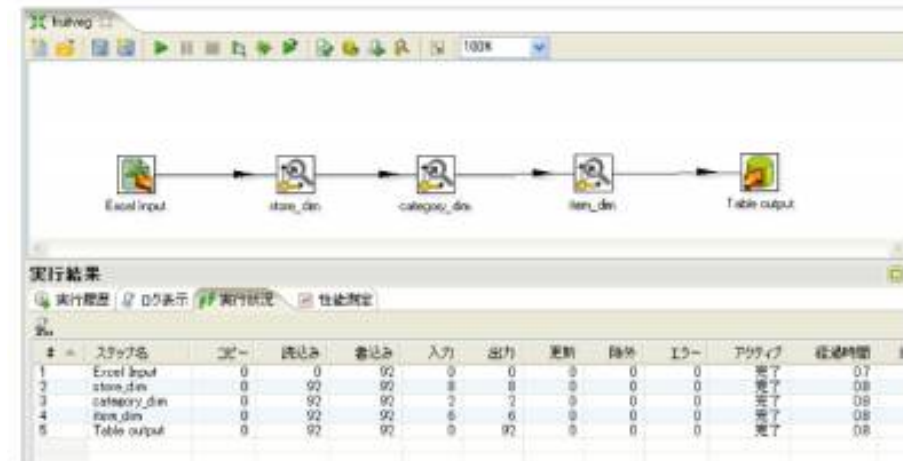 fruitveg
100%
Excel Input
store_dim
category_dim
item_dim
Table output
実行結果
実行履歴 ログ表示 実行状況 性能測定
# ステップ名 コピー 読込み 書込み 入力 出力 更新 除外 エラー アクティブ 経過時間
1 Excel Input 0 0 92 0 0 0 0 0 完了 0.7
2 store_dim 0 92 92 8 8 0 0 0 完了 0.8
3 category_dim 0 92 92 2 2 0 0 0 完了 0.8
4 item_dim 0 92 92 6 6 0 0 0 完了 0.8
5 Table output 0 92 92 0 92 0 0 0 完了 0.8